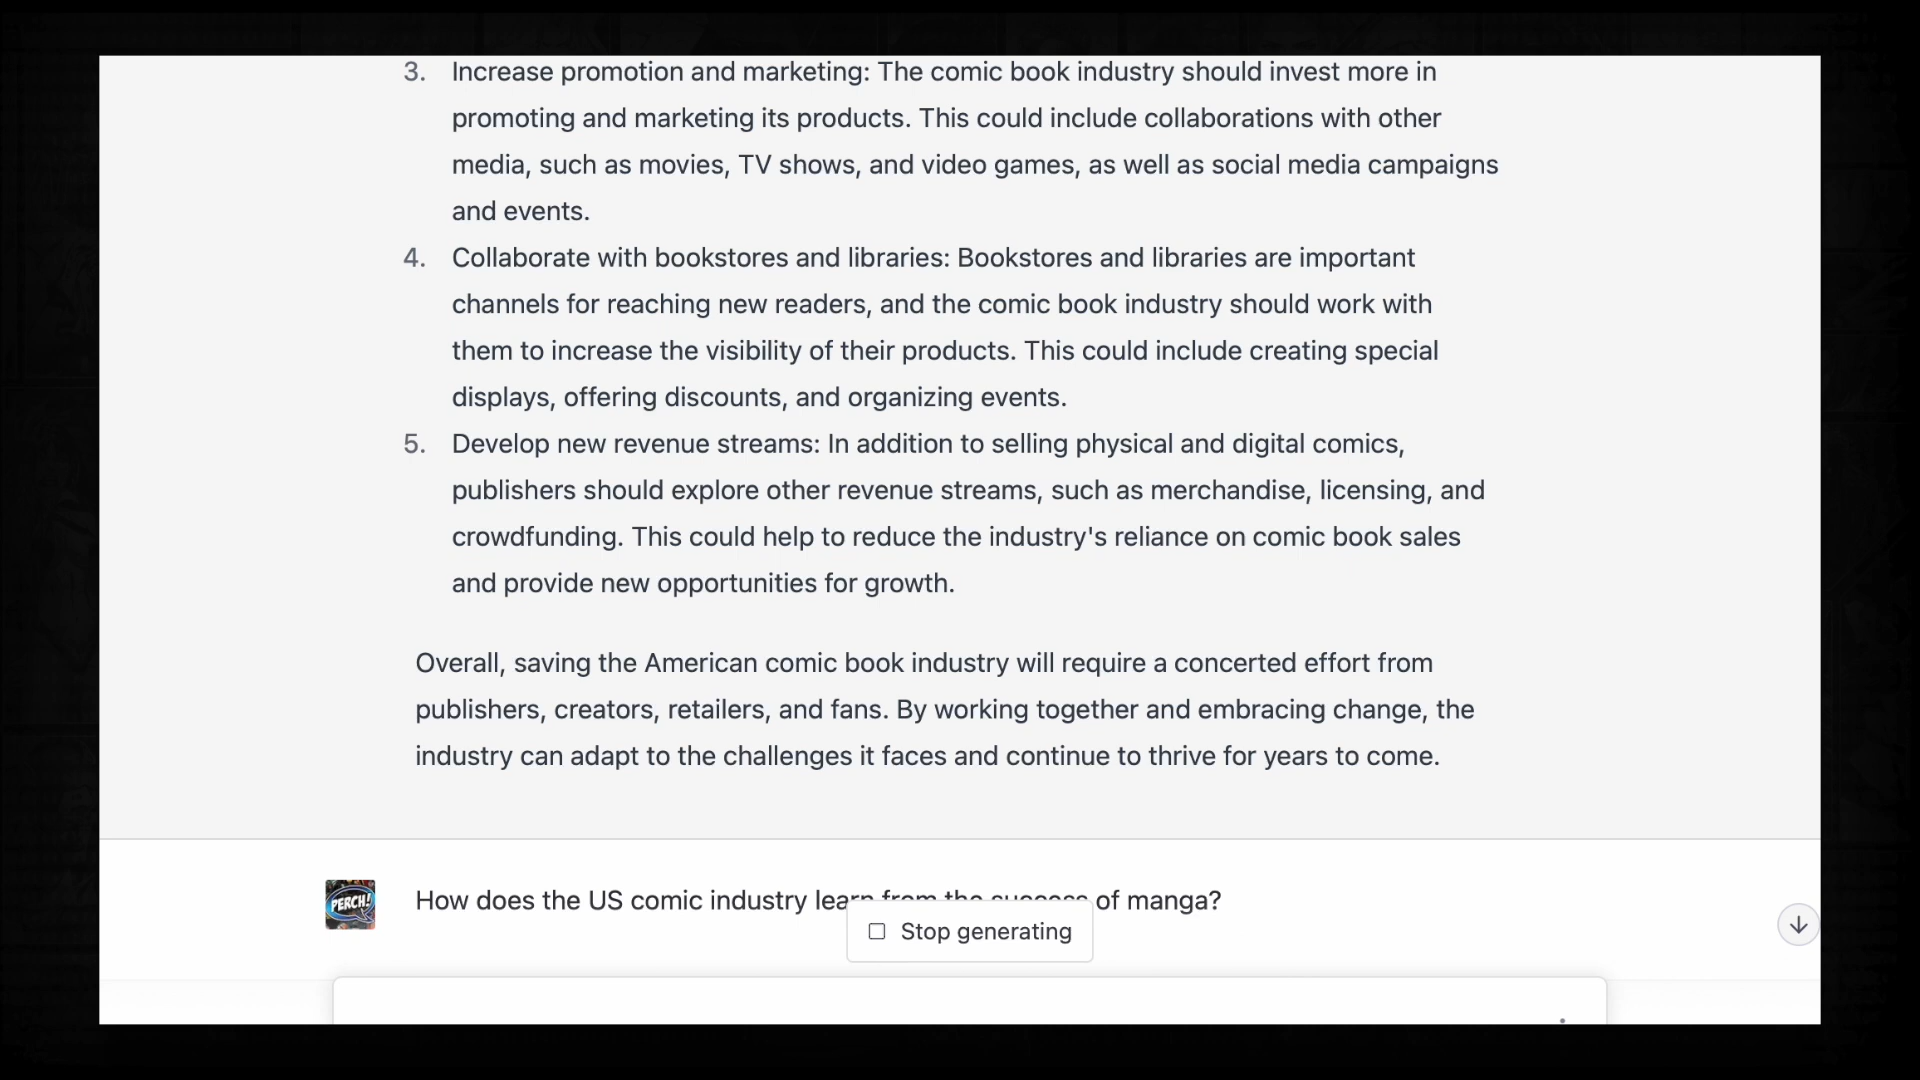 3. Increase promotion and marketing: The comic book industry should invest more in
promoting and marketing its products. This could include collaborations with other
media, such as movies, TV shows, and video games, as well as social media campaigns
and events.
4. Collaborate with bookstores and libraries: Bookstores and libraries are important
channels for reaching new readers, and the comic book industry should work with
them to increase the visibility of their products. This could include creating special
displays, offering discounts, and organizing events.
5. Develop new revenue streams: In addition to selling physical and digital comics,
publishers should explore other revenue streams, such as merchandise, licensing, and
crowdfunding. This could help to reduce the industry's reliance on comic book sales
and provide new opportunities for growth.
Overall, saving the American comic book industry will require a concerted effort from
publishers, creators, retailers, and fans. By working together and embracing change, the
industry can adapt to the challenges it faces and continue to thrive for years to come.
PERCH!
How does the US comic industry learn from the success of manga?
Stop generating